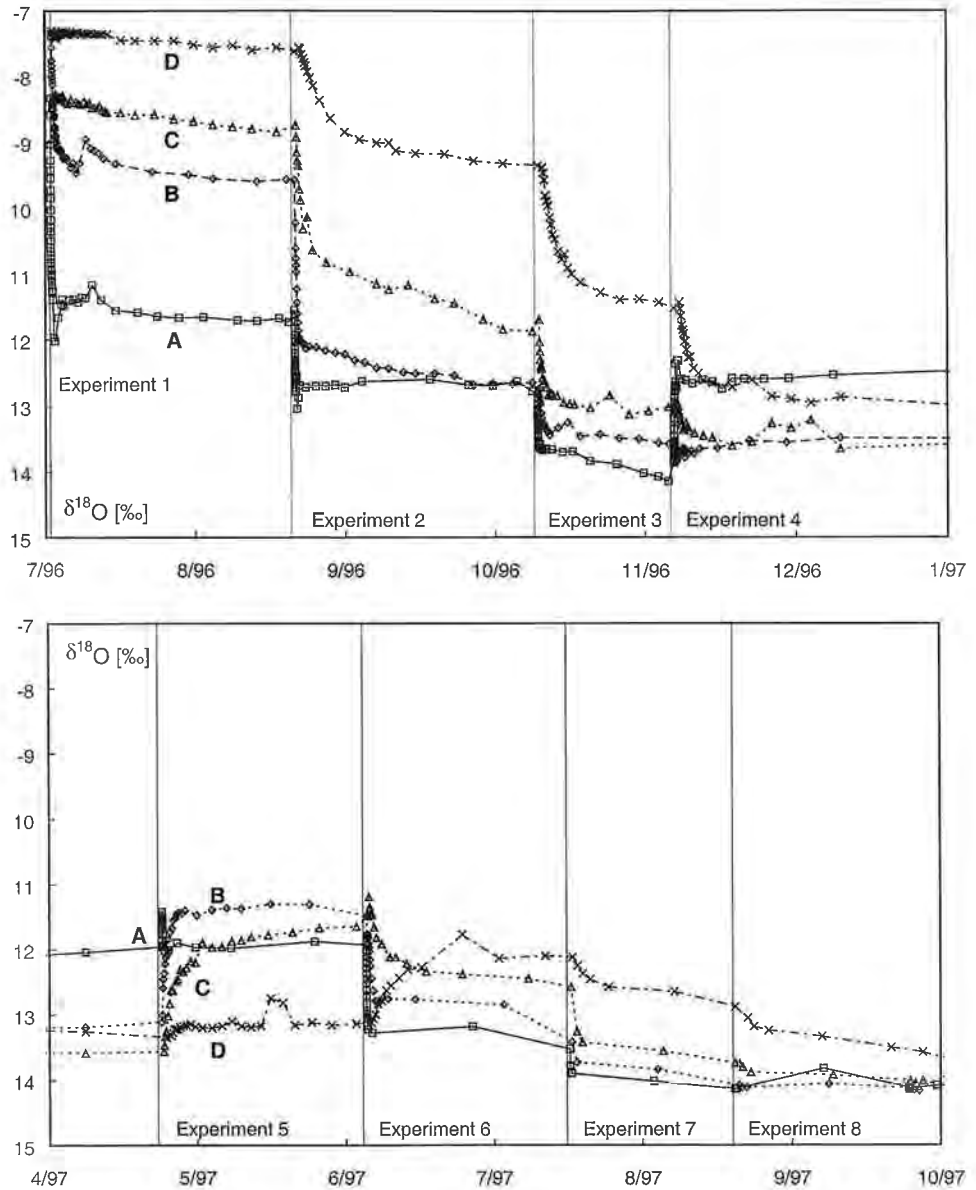 -7
-8
-9
10
11
12
13
14
15
D
C
B
A
Experiment 1
δ18O [‰]
Experiment 2
Experiment 3
Experiment 4
7/96
8/96
9/96
10/96
11/96
12/96
1/97
-7
-8
-9
10
11
12
13
14
15
δ18O [‰]
B
A
C
D
Experiment 5
Experiment 6
Experiment 7
Experiment 8
4/97
5/97
6/97
7/97
8/97
9/97
10/97